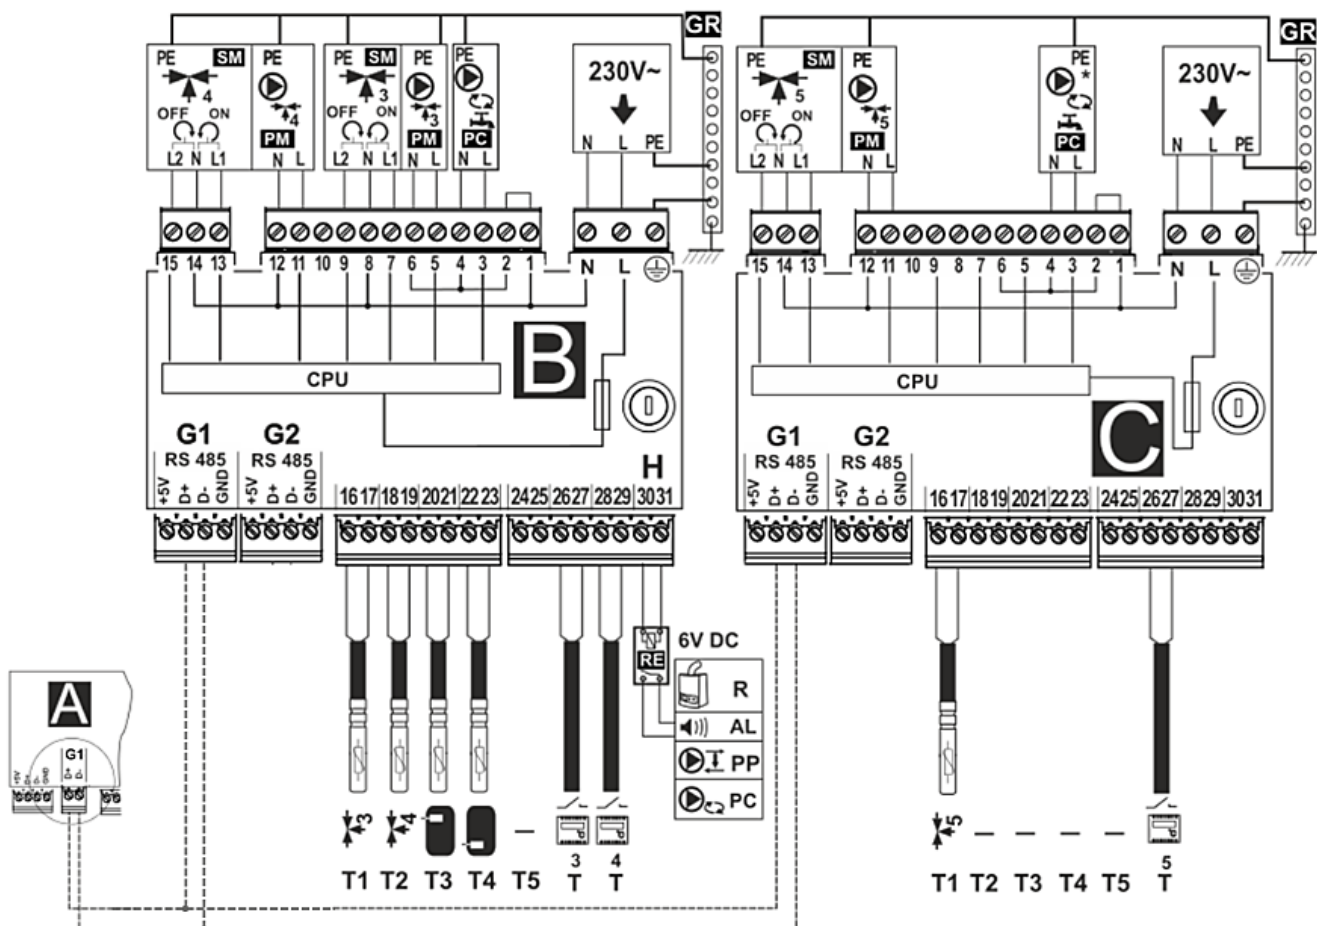 GR GR
PE SM PE PE SM PE PE
230V~
PE SM PE PE *
230V~
4 4 3 3
5 5
OFF ON OFF ON
OFF ON
PM PM PC
PM PC
L2 N L1 N L L2 N L1 N L N L
N L PE
L2 N L1 N L N L
N L PE
15 14 13 12 11 10 9 8 7 6 5 4 3 2 1 N L
15 14 13 12 11 10 9 8 7 6 5 4 3 2 1 N L
B
CPU
C
CPU
G1 G2 H
RS 485 RS 485
+5V D+ D- GND +5V D+ D- GND
16 17 18 19 20 21 22 23 24 25 26 27 28 29 30 31
G1 G2
RS 485 RS 485
+5V D+ D- GND +5V D+ D- GND
16 17 18 19 20 21 22 23 24 25 26 27 28 29 30 31
6V DC
RE
R
AL
PP
PC
A
G1
+5V D+ D- GND D+ D-
3 4
3 4
T1 T2 T3 T4 T5 T T
5 5
T1 T2 T3 T4 T5 T